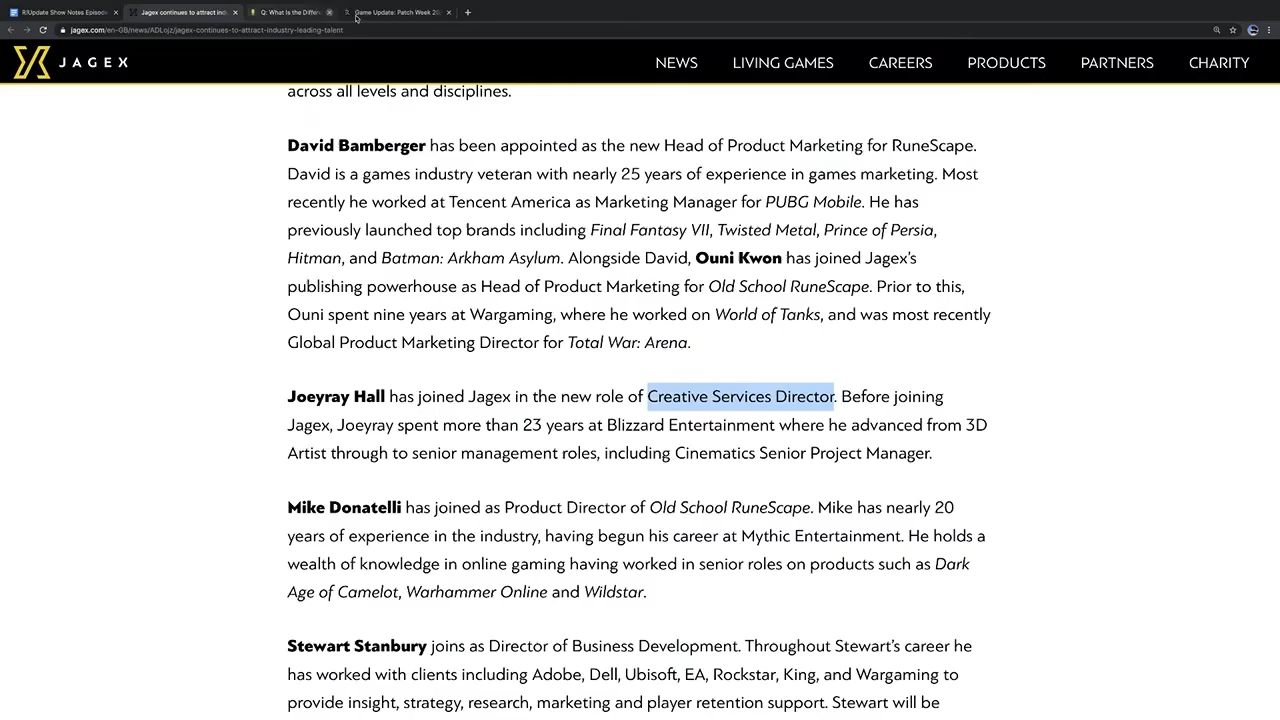 R/Update Show Notes Episode
Jagex continues to attract ind
Q: What Is the Differ
Game Update: Patch Week 20
jagex.com/en-GB/news/ADLojz/jagex-continues-to-attract-industry-leading-talent
JAGEX
NEWS
LIVING GAMES
CAREERS
PRODUCTS
PARTNERS
CHARITY
across all levels and disciplines.
David Bamberger has been appointed as the new Head of Product Marketing for RuneScape.
David is a games industry veteran with nearly 25 years of experience in games marketing. Most
recently he worked at Tencent America as Marketing Manager for PUBG Mobile. He has
previously launched top brands including Final Fantasy VII, Twisted Metal, Prince of Persia,
Hitman, and Batman: Arkham Asylum. Alongside David, Ouni Kwon has joined Jagex's
publishing powerhouse as Head of Product Marketing for Old School RuneScape. Prior to this,
Ouni spent nine years at Wargaming, where he worked on World of Tanks, and was most recently
Global Product Marketing Director for Total War: Arena.
Joeyray Hall has joined Jagex in the new role of Creative Services Director. Before joining
Jagex, Joeyray spent more than 23 years at Blizzard Entertainment where he advanced from 3D
Artist through to senior management roles, including Cinematics Senior Project Manager.
Mike Donatelli has joined as Product Director of Old School RuneScape. Mike has nearly 20
years of experience in the industry, having begun his career at Mythic Entertainment. He holds a
wealth of knowledge in online gaming having worked in senior roles on products such as Dark
Age of Camelot, Warhammer Online and Wildstar.
Stewart Stanbury joins as Director of Business Development. Throughout Stewart's career he
has worked with clients including Adobe, Dell, Ubisoft, EA, Rockstar, King, and Wargaming to
provide insight, strategy, research, marketing and player retention support. Stewart will be